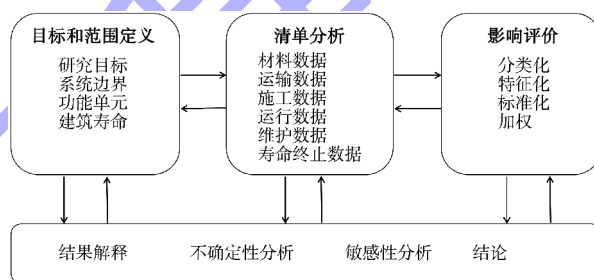 目标和范围定义
研究目标
系统边界
功能单元
建筑寿命
清单分析
材料数据
运输数据
施工数据
运行数据
维护数据
寿命终止数据
影响评价
分类化
特征化
标准化
加权
结果解释 不确定性分析 敏感性分析 结论